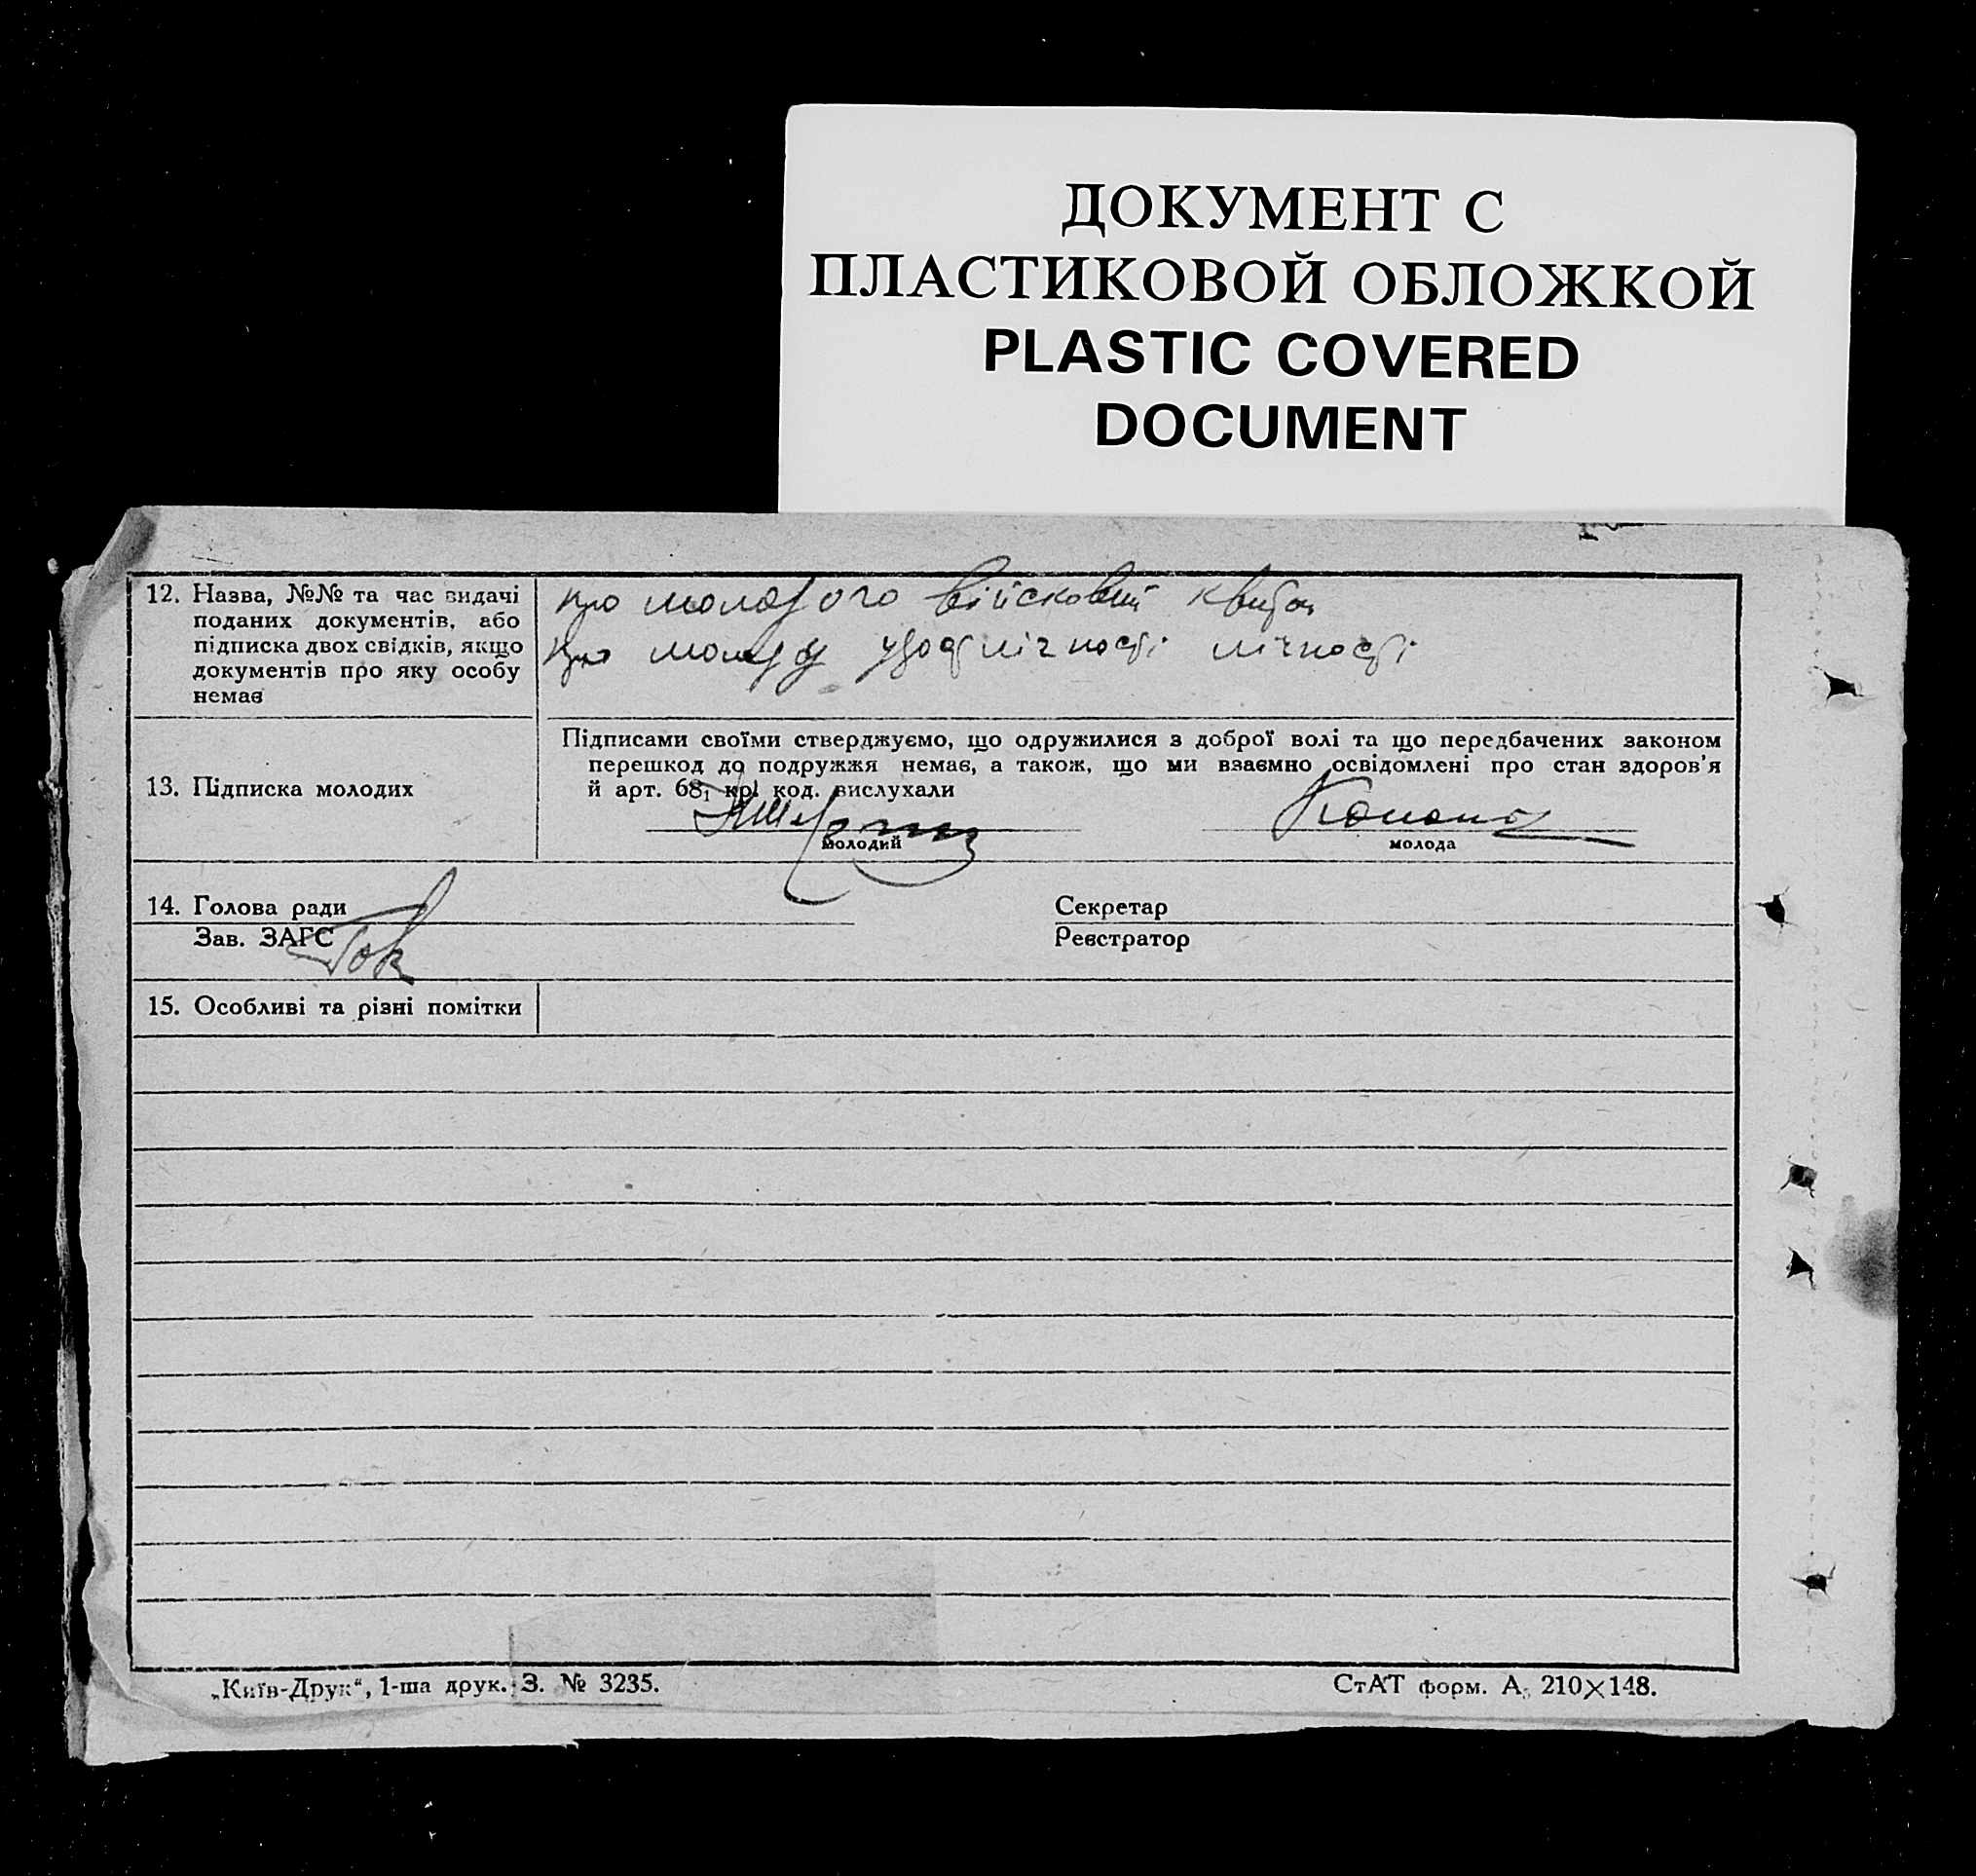 ДОКУМЕНТ С
ПЛАСТИКОВОЙ ОБЛОЖКОЙ
PLASTIC COVERED
DOCUMENT
12. Назва, №№ та час видачі
поданих документів, або
підписка двох свідків, якщо
документів про яку особу
немає
про молодого військовий квиток
про молоду лічності
13. Підписка молодих
Підписами своїми стверджуємо, що одружилися з доброї волі та що передбачених законом
перешкод до подружжя немає, а також, що ми взаємно освідомлені про стан здоров'я
й арт. 68₁ кр. код. вислухали
молодий
молода
14. Голова ради
Секретар
Зав. ЗАГС
Реєстратор
15. Особливі та різні помітки
„Київ-Друк“, 1-ша друк. З. № 3235.
СтАТ форм. А₅ 210×148.